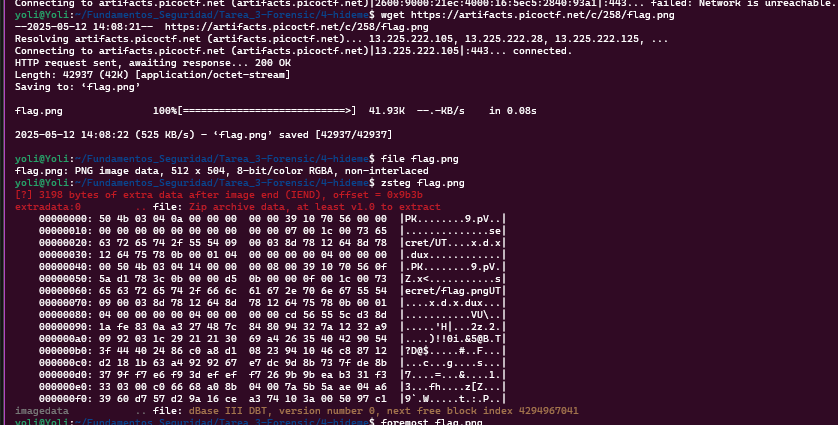 Connecting to artifacts.picoctf.net (artifacts.picoctf.net)|2600:9000:21ec:4000:16:5ec5:2840:93a1|:443... failed: Network is unreachable.
yoli@Yoli:~/Fundamentos_Seguridad/Tarea_3-Forensic/4-hideme$ wget https://artifacts.picoctf.net/c/258/flag.png
--2025-05-12 14:08:21--  https://artifacts.picoctf.net/c/258/flag.png
Resolving artifacts.picoctf.net (artifacts.picoctf.net)... 13.225.222.105, 13.225.222.28, 13.225.222.125, ...
Connecting to artifacts.picoctf.net (artifacts.picoctf.net)|13.225.222.105|:443... connected.
HTTP request sent, awaiting response... 200 OK
Length: 42937 (42K) [application/octet-stream]
Saving to: ‘flag.png’
flag.png            100%[===========================>]  41.93K  --.-KB/s    in 0.08s
2025-05-12 14:08:22 (525 KB/s) - ‘flag.png’ saved [42937/42937]
yoli@Yoli:~/Fundamentos_Seguridad/Tarea_3-Forensic/4-hideme$ file flag.png
flag.png: PNG image data, 512 x 504, 8-bit/color RGBA, non-interlaced
yoli@Yoli:~/Fundamentos_Seguridad/Tarea_3-Forensic/4-hideme$ zsteg flag.png
[?] 3198 bytes of extra data after image end (IEND), offset = 0x9b3b
extradata:0         .. file: Zip archive data, at least v1.0 to extract
00000000: 50 4b 03 04 0a 00 00 00  00 00 39 10 70 56 00 00  |PK........9.pV..|
00000010: 00 00 00 00 00 00 00 00  00 00 07 00 1c 00 73 65  |..............se|
00000020: 63 72 65 74 2f 55 54 09  00 03 8d 78 12 64 8d 78  |cret/UT....x.d.x|
00000030: 12 64 75 78 0b 00 01 04  00 00 00 00 04 00 00 00  |.dux............|
00000040: 00 50 4b 03 04 14 00 00  00 08 00 39 10 70 56 0f  |.PK........9.pV.|
00000050: 5a d1 78 3c 0b 00 00 d5  0b 00 00 0f 00 1c 00 73  |Z.x<...........s|
00000060: 65 63 72 65 74 2f 66 6c  61 67 2e 70 6e 67 55 54  |ecret/flag.pngUT|
00000070: 09 00 03 8d 78 12 64 8d  78 12 64 75 78 0b 00 01  |....x.d.x.dux...|
00000080: 04 00 00 00 00 04 00 00  00 00 cd 56 55 5c d3 8d  |...........VU\..|
00000090: 1a fe 83 0a a3 27 48 7c  84 80 94 32 7a 12 32 a9  |.....'H|...2z.2.|
000000a0: 09 92 03 1c 29 21 21 30  69 a4 26 35 40 42 90 54  |....)!!0i.&5@B.T|
000000b0: 3f 44 40 24 86 c0 a8 d1  08 23 94 10 46 c8 87 12  |?D@$.....#..F...|
000000c0: d2 18 1b 63 a4 92 92 67  e7 dc 9d 8b 73 7f de 8b  |...c...g....s...|
000000d0: 37 9f f7 e6 f9 3d ef ef  f7 26 9b 9b ea b3 31 f3  |7....=...&....1.|
000000e0: 33 03 00 c0 66 68 a0 8b  04 00 7a 5b 5a ae 04 a6  |3...fh....z[Z...|
000000f0: 39 60 d7 57 d2 9a 16 ce  a3 74 10 3a 00 50 97 c1  |9`.W.....t.:.P..|
imagedata           .. file: dBase III DBT, version number 0, next free block index 4294967041
yoli@Yoli:~/Fundamentos_Seguridad/Tarea_3-Forensic/4-hideme$ foremost flag.png